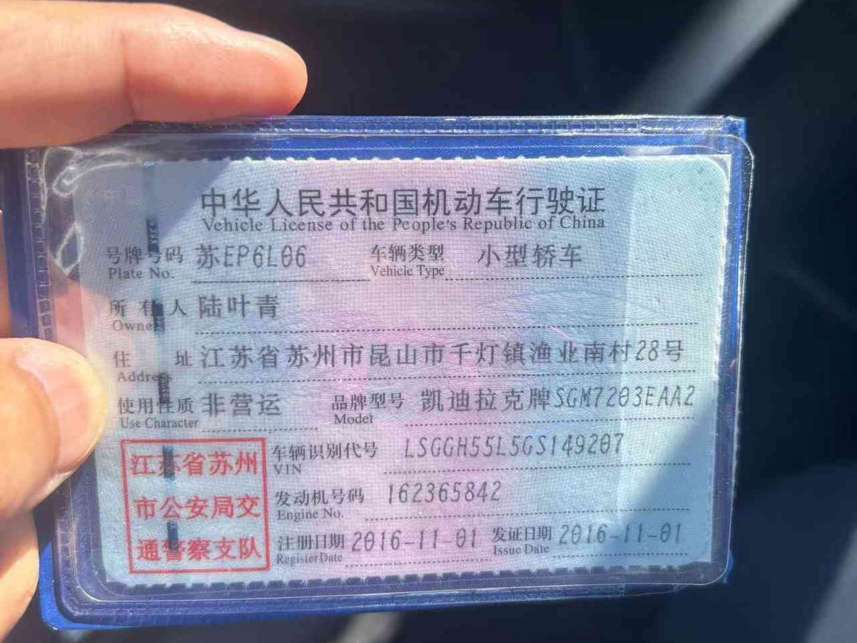 中华人民共和国机动车行驶证
Vehicle License of the People's Republic of China
号牌号码 苏EP6L06 车辆类型 小型轿车
Plate No. Vehicle Type
所有人 陆叶青
Owner
住址 江苏省苏州市昆山市千灯镇渔业南村28号
Address
使用性质 非营运 品牌型号 凯迪拉克牌SGM7203EAA2
Use Character Model
江苏省苏州
市公安局交
通警察支队
车辆识别代号 LSGGH55L5GS149207
VIN
发动机号码 162365842
Engine No.
注册日期 2016-11-01 发证日期 2016-11-01
Register Date Issue Date